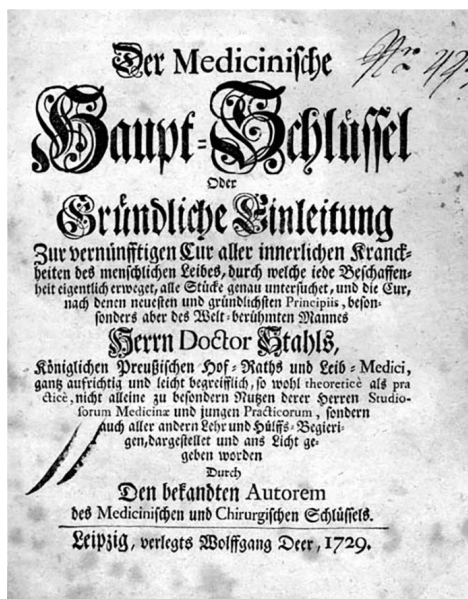 Der Medicinische
Haupt-Schlüssel
Oder
Gründliche Einleitung
Zur vernünfftigen Cur aller innerlichen Kranck-
heiten des menschlichen Leibes, durch welche iede Beschaffen-
heit eigentlich erweget, alle Stücke genau untersuchet, und die Cur,
nach denen neuesten und gründlichsten Principiis, beson-
sonders aber des Welt-berühmten Mannes
Herrn Doctor Stahls,
Königlichen Preußischen Hof-Raths und Leib-Medici,
gantz aufrichtig und leicht begreifflich, so wohl theoreticè als pra
cticè, nicht alleine zu besondern Nutzen derer Herren Studio-
sorum Medicinæ und jungen Practicorum, sondern
auch aller andern Lehr und Hülffs-Begieri-
gen, dargestellet und ans Licht ge-
geben worden
Durch
Den bekandten Autorem
des Medicinischen und Chirurgischen Schlüssels.
Leipzig, verlegts Wolffgang Deer, 1729.